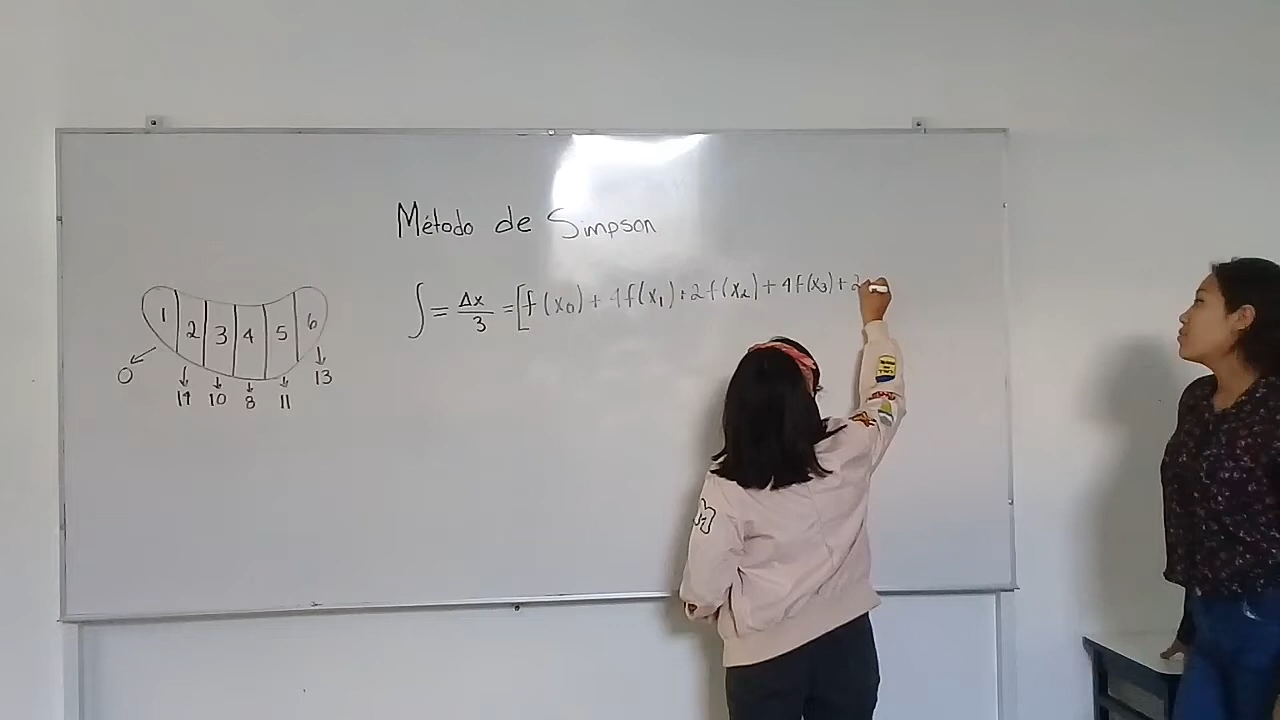 Método de Simpson
∫ = Δx/3 = [f(x₀) + 4f(x₁) + 2f(x₂) + 4f(x₃) + 2
1 2 3 4 5 6
0 13
10 8 11